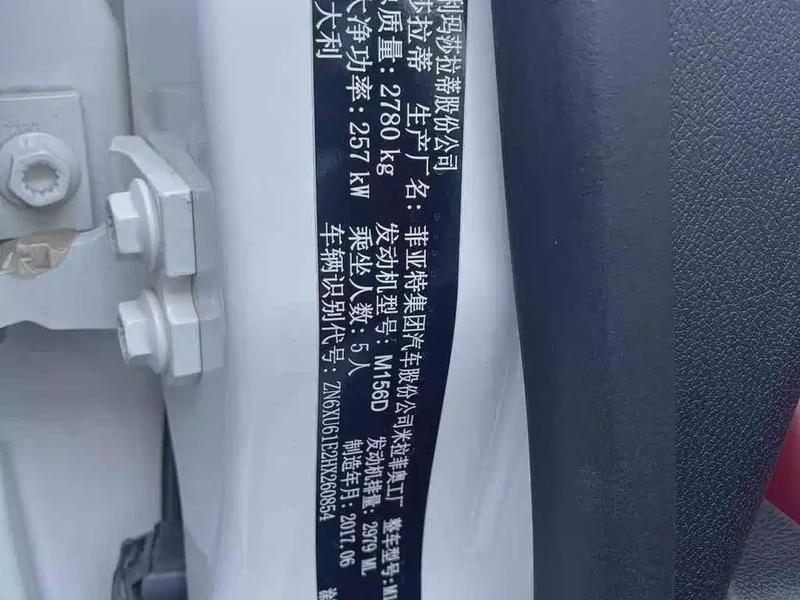 利玛莎拉蒂股份公司
莎拉蒂 生产厂名：菲亚特集团汽车股份公司米拉菲奥工厂 整车型号：M1
质量：2780 kg 发动机型号：M156D 发动机排量：2979 ML
大净功率：257 kW 乘坐人数：5人 制造年月：2017.06
大利 车辆识别代号：ZN6XU61E2HX260854